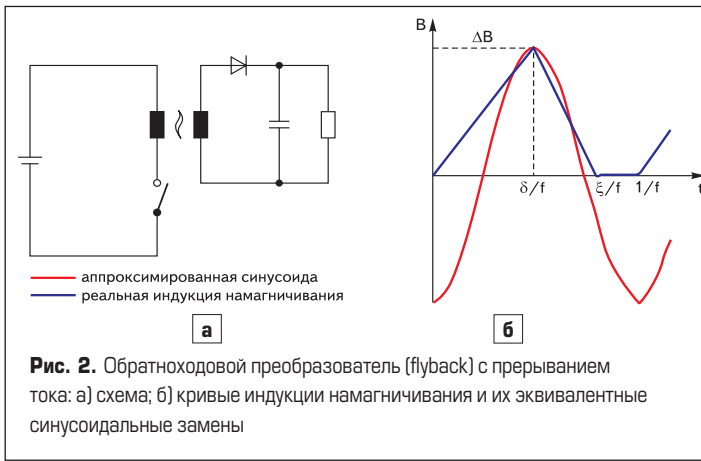 B
ΔB
δ/f
ξ/f
1/f
t
аппроксимированная синусоида
реальная индукция намагничивания
а
б
Рис. 2. Обратноходовой преобразователь (flyback) с прерыванием
тока: а) схема; б) кривые индукции намагничивания и их эквивалентные
синусоидальные замены